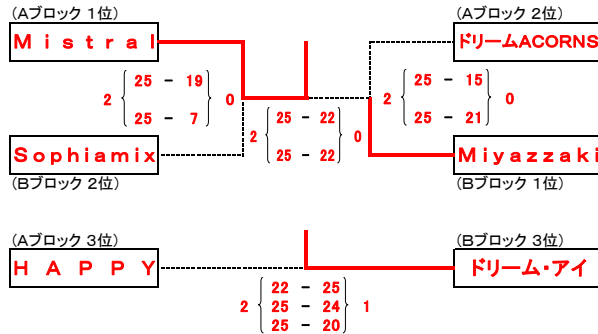 (Aブロック 1位)
(Aブロック 2位)
Mistral
ドリームACORNS
2 25 - 19 0
25 - 7
2 25 - 15 0
25 - 21
2 25 - 22 0
25 - 22
Sophiamix
Miyazzaki
(Bブロック 2位)
(Bブロック 1位)
(Aブロック 3位)
(Bブロック 3位)
HAPPY
ドリーム・アイ
22 - 25
2 25 - 24 1
25 - 20